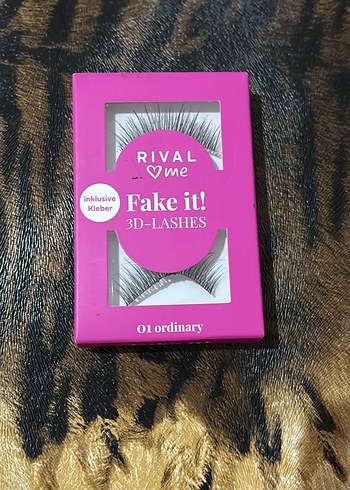 RIVAL
♡me
inklusive
Kleber
Fake it!
3D-LASHES
01 ordinary